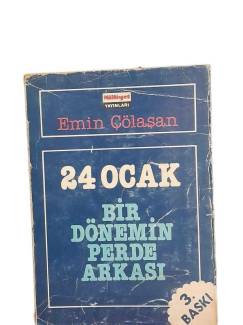 Milliyet
YAYINLARI
Emin Çölaşan
24 OCAK
BİR
DÖNEMİN
PERDE
ARKASI
3. BASKI